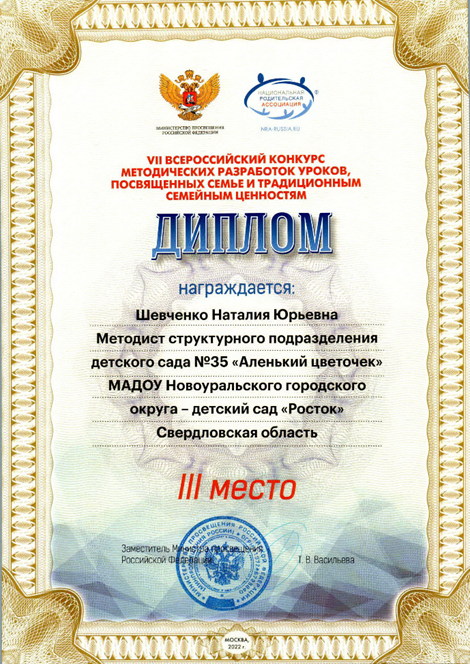 МИНИСТЕРСТВО ПРОСВЕЩЕНИЯ
РОССИЙСКОЙ ФЕДЕРАЦИИ
НАЦИОНАЛЬНАЯ
РОДИТЕЛЬСКАЯ
АССОЦИАЦИЯ
®
NRA-RUSSIA.RU
VII ВСЕРОССИЙСКИЙ КОНКУРС
МЕТОДИЧЕСКИХ РАЗРАБОТОК УРОКОВ,
ПОСВЯЩЕННЫХ СЕМЬЕ И ТРАДИЦИОННЫМ
СЕМЕЙНЫМ ЦЕННОСТЯМ
ДИПЛОМ
награждается:
Шевченко Наталия Юрьевна
Методист структурного подразделения
детского сада №35 «Аленький цветочек»
МАДОУ Новоуральского городского
округа – детский сад «Росток»
Свердловская область
III место
Заместитель Министра просвещения
Российской Федерации
Т. В. Васильева
МОСКВА,
2022 г.